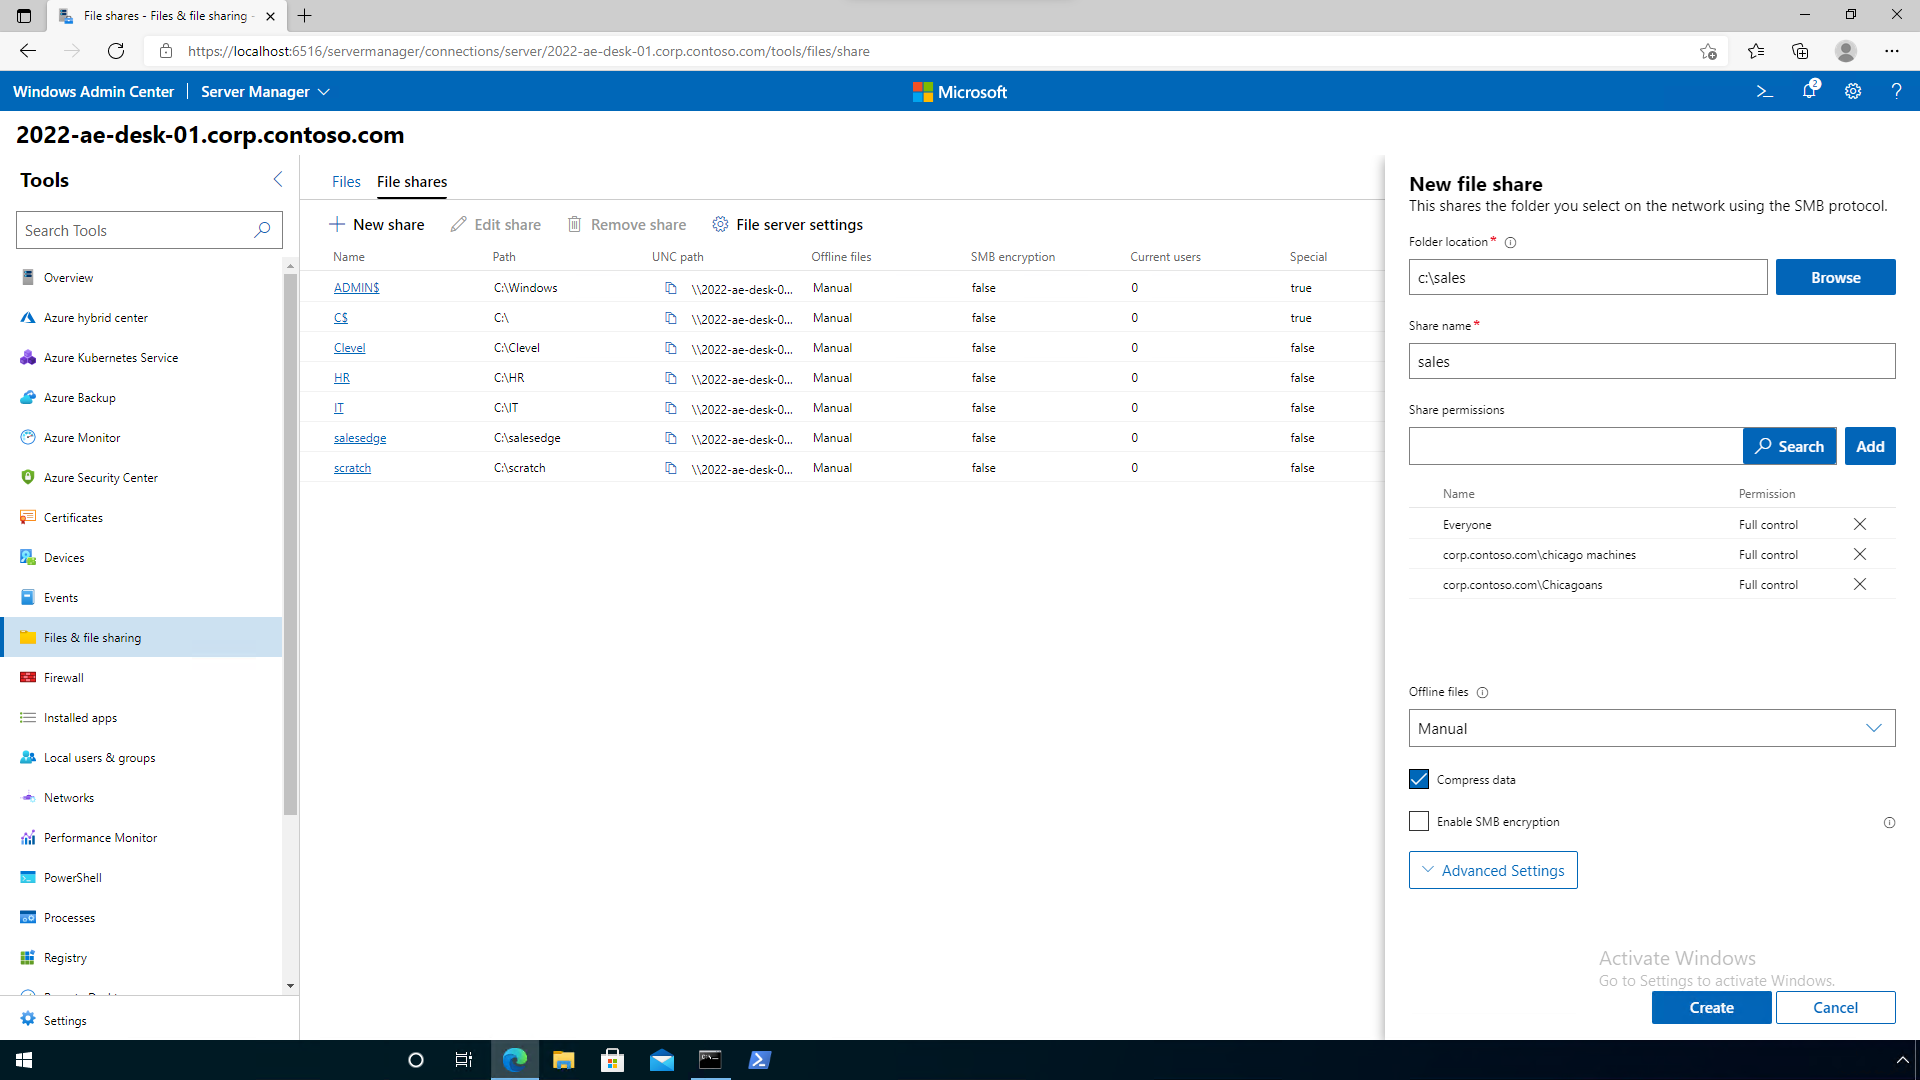 File shares - Files & file sharing -
https://localhost:6516/servermanager/connections/server/2022-ae-desk-01.corp.contoso.com/tools/files/share
Windows Admin Center
Server Manager
Microsoft
2
2022-ae-desk-01.corp.contoso.com
Tools
Search Tools
Overview
Azure hybrid center
Azure Kubernetes Service
Azure Backup
Azure Monitor
Azure Security Center
Certificates
Devices
Events
Files & file sharing
Firewall
Installed apps
Local users & groups
Networks
Performance Monitor
PowerShell
Processes
Registry
Settings
Files File shares
New share Edit share Remove share File server settings
Name Path UNC path Offline files SMB encryption Current users Special
ADMIN$ C:\Windows \\2022-ae-desk-0... Manual false 0 true
C$ C:\ \\2022-ae-desk-0... Manual false 0 true
Clevel C:\Clevel \\2022-ae-desk-0... Manual false 0 false
HR C:\HR \\2022-ae-desk-0... Manual false 0 false
IT C:\IT \\2022-ae-desk-0... Manual false 0 false
salesedge C:\salesedge \\2022-ae-desk-0... Manual false 0 false
scratch C:\scratch \\2022-ae-desk-0... Manual false 0 false
New file share
This shares the folder you select on the network using the SMB protocol.
Folder location*
c:\sales Browse
Share name*
sales
Share permissions
Search Add
Name Permission
Everyone Full control
corp.contoso.com\chicago machines Full control
corp.contoso.com\Chicagoans Full control
Offline files
Manual
Compress data
Enable SMB encryption
Advanced Settings
Activate Windows
Go to Settings to activate Windows.
Create Cancel